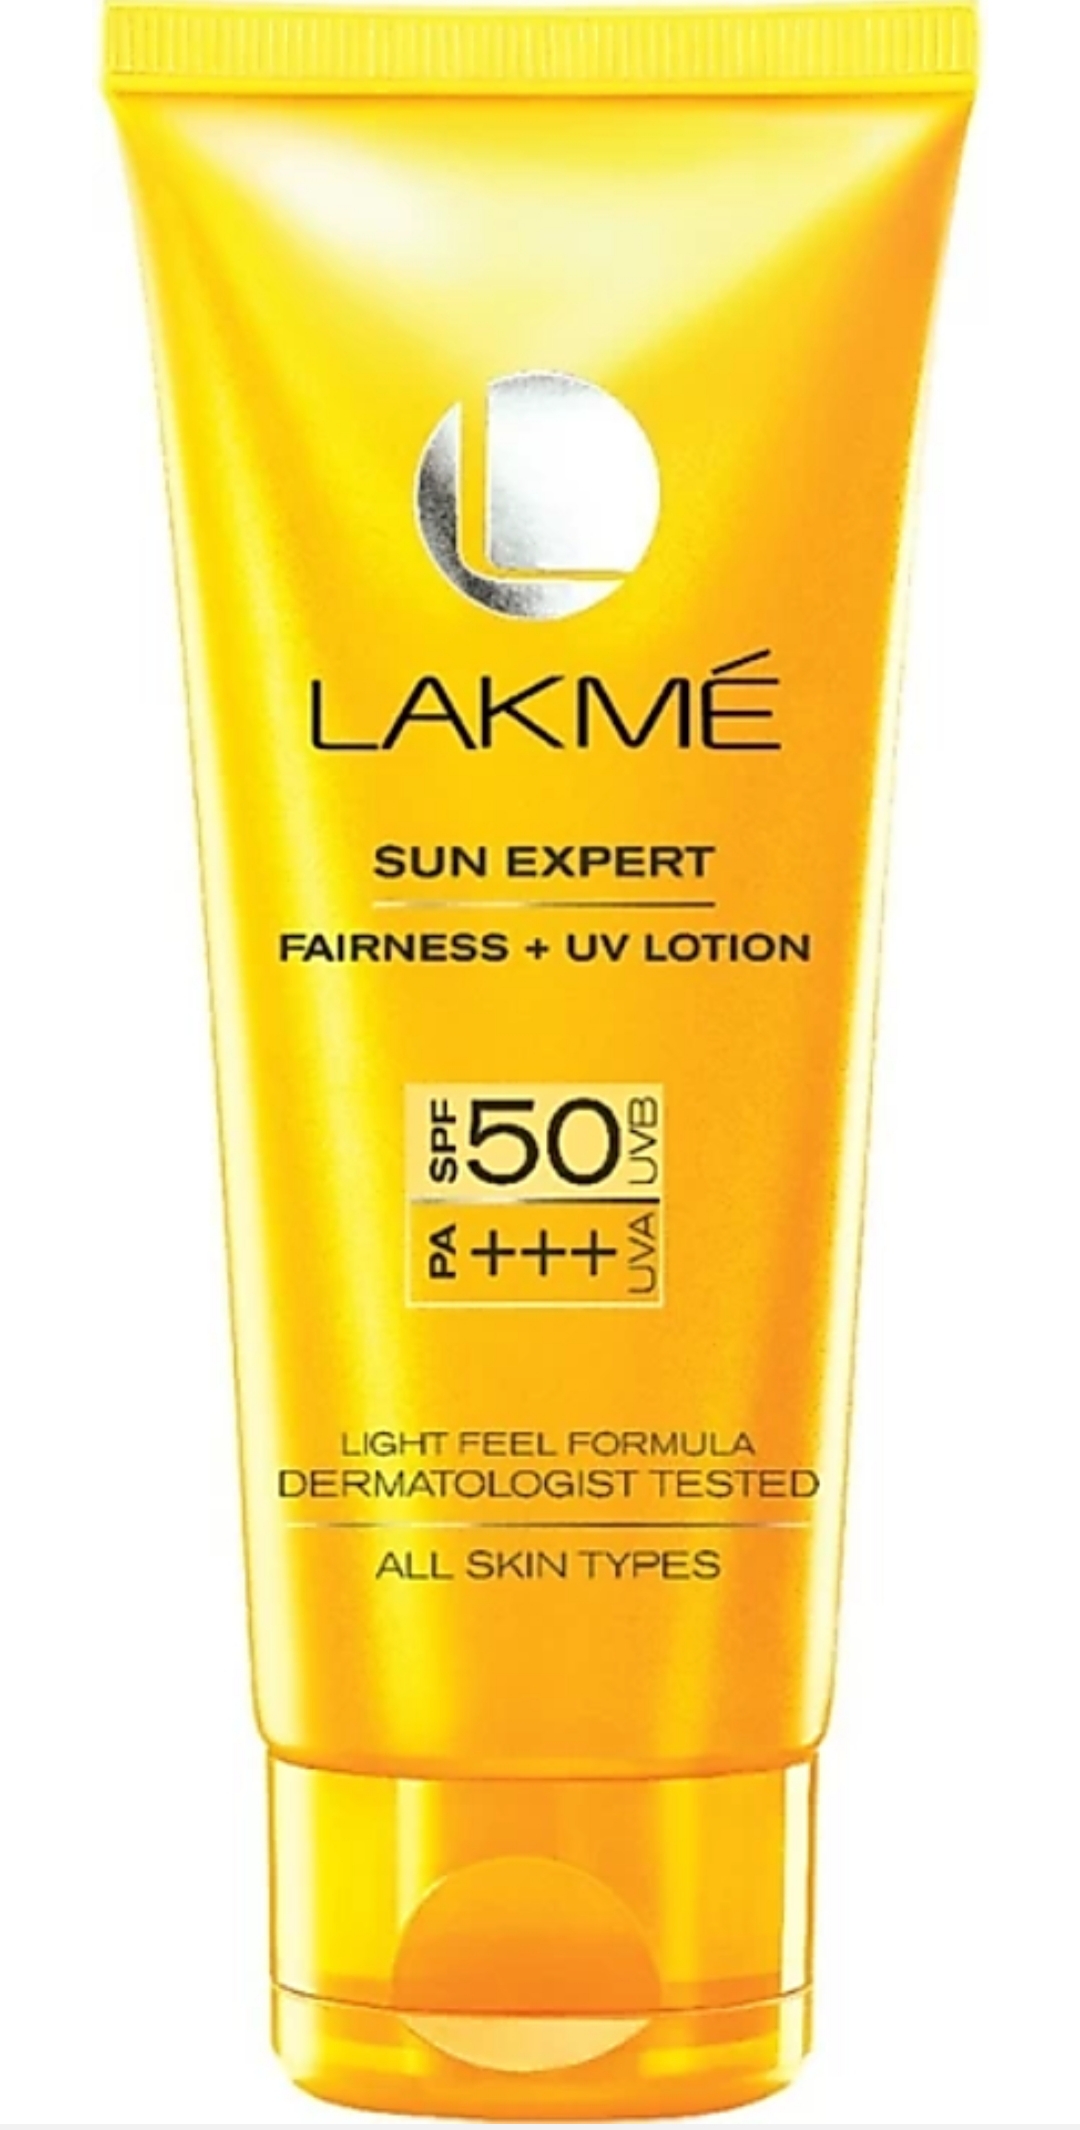 LAKMÉ
SUN EXPERT
FAIRNESS + UV LOTION
SPF 50 UVB
PA +++ UVA
LIGHT FEEL FORMULA
DERMATOLOGIST TESTED
ALL SKIN TYPES